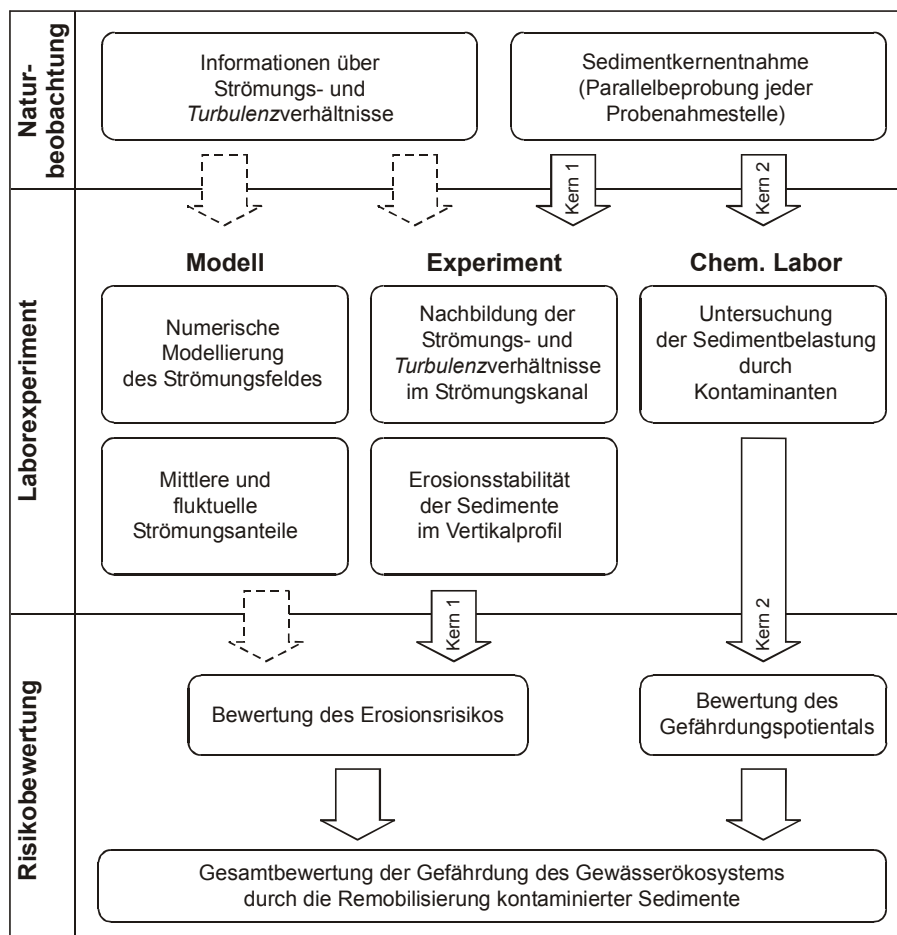 Natur-
beobachtung
Informationen über
Strömungs- und
Turbulenzverhältnisse
Sedimentkernentnahme
(Parallelbeprobung jeder
Probenahmestelle)
Kern 1
Kern 2
Laborexperiment
Modell
Experiment
Chem. Labor
Numerische
Modellierung
des Strömungsfeldes
Nachbildung der
Strömungs- und
Turbulenzverhältnisse
im Strömungskanal
Untersuchung
der Sedimentbelastung
durch
Kontaminanten
Mittlere und
fluktuelle
Strömungsanteile
Erosionsstabilität
der Sedimente
im Vertikalprofil
Kern 1
Kern 2
Risikobewertung
Bewertung des Erosionsrisikos
Bewertung des
Gefährdungspotientals
Gesamtbewertung der Gefährdung des Gewässerökosystems
durch die Remobilisierung kontaminierter Sedimente